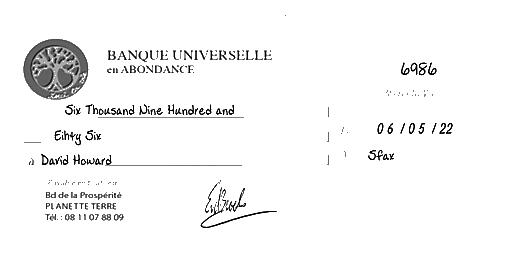 BANQUE UNIVERSELLE
en ABONDANCE
6986
Six Thousand Nine Hundred and
06/05/22
Eihty Six
à David Howard
Sfax
Bd de la Prospérité
PLANETTE TERRE
Tél. : 08 11 07 88 09